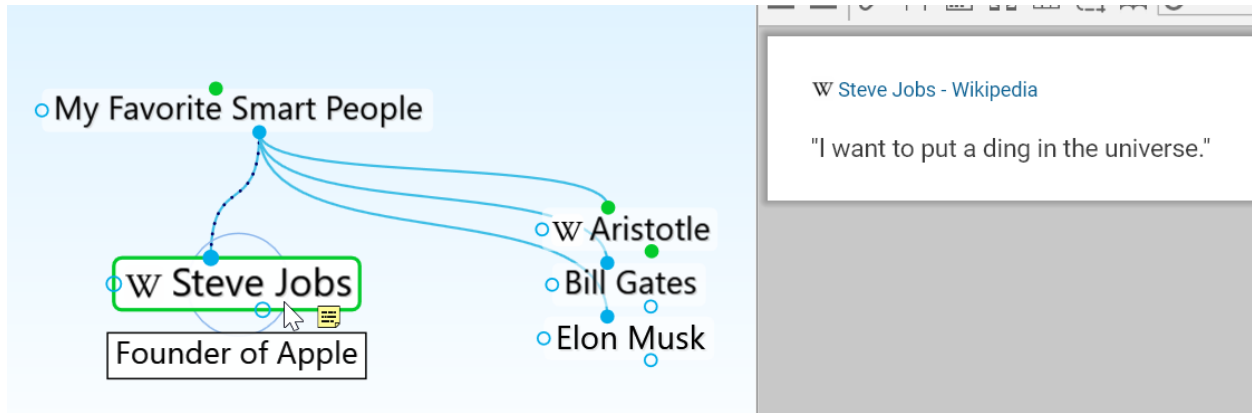 My Favorite Smart People
W Aristotle
W Steve Jobs
Bill Gates
Elon Musk
Founder of Apple
W Steve Jobs - Wikipedia
"I want to put a ding in the universe."